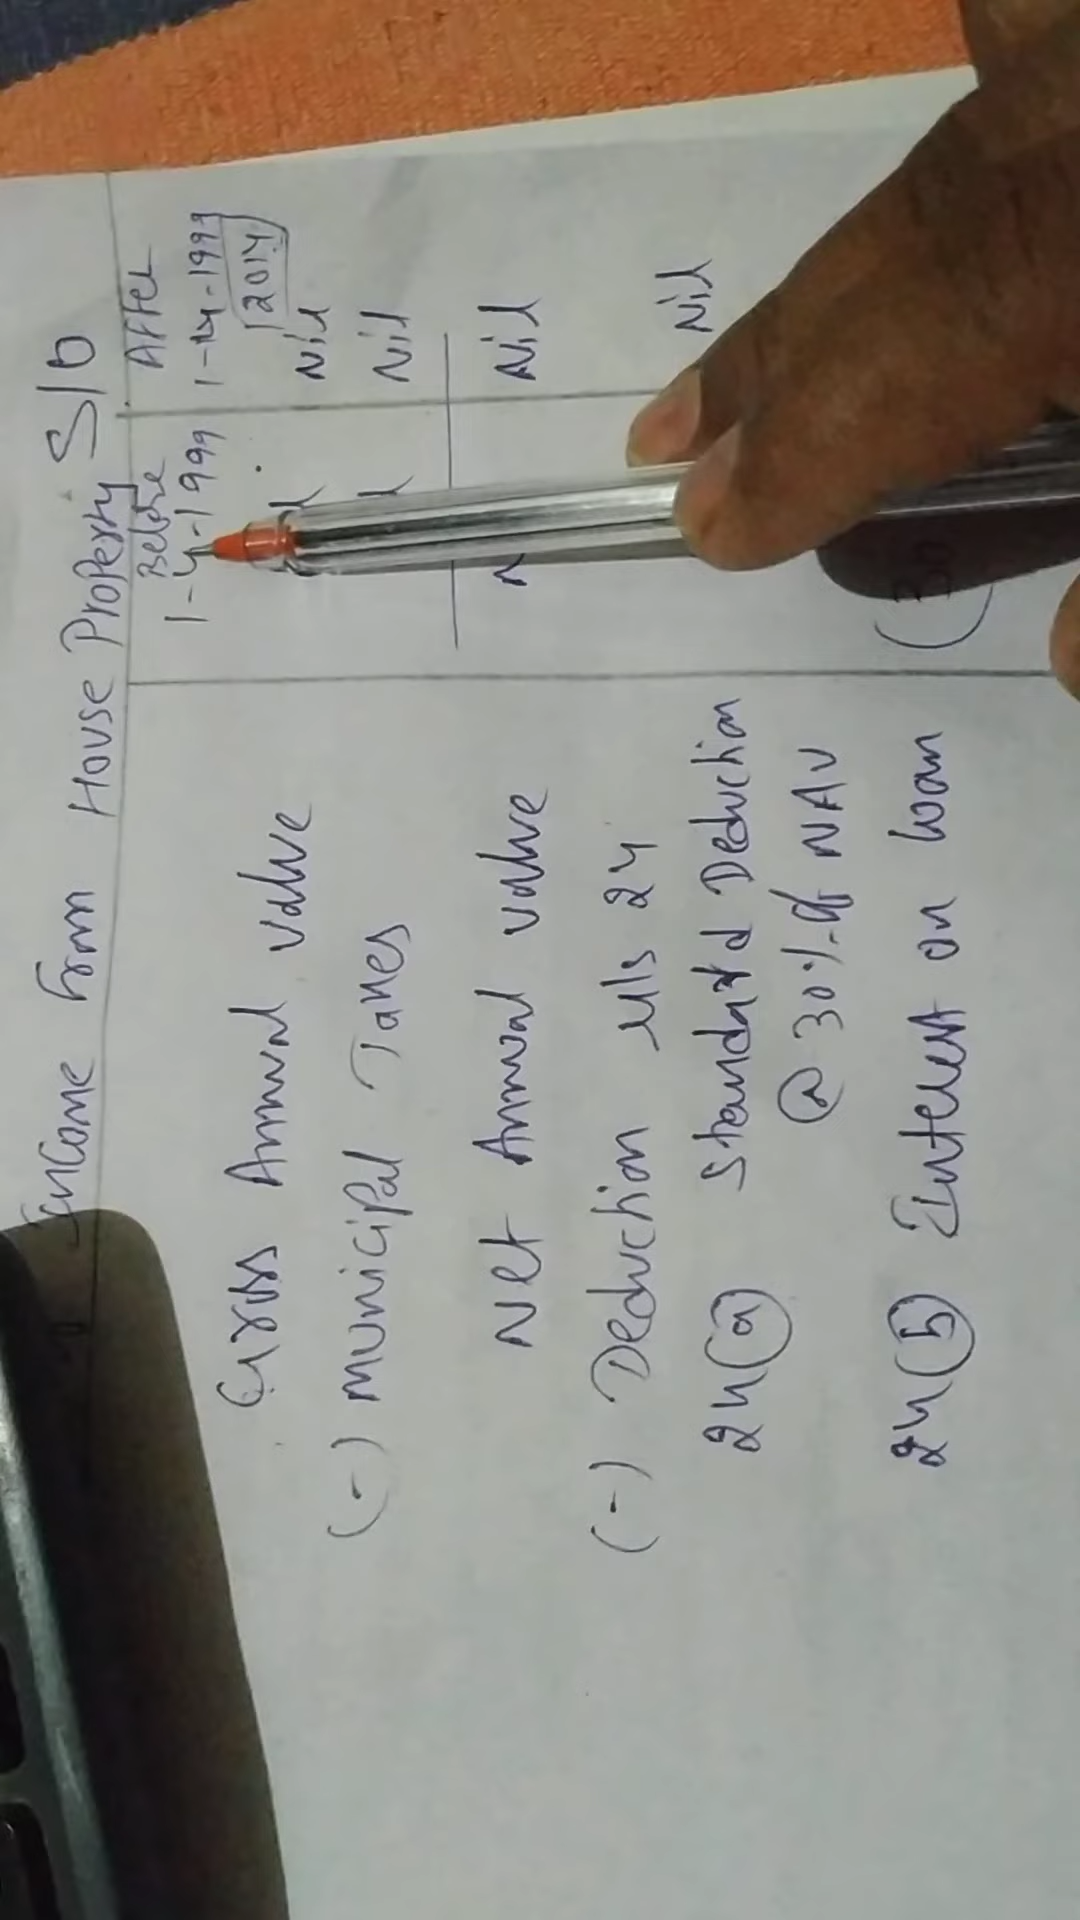 Income from House Property S/O
Before After
1-4-1999 1-4-1999
2014
Gross Annual Value Nil
(-) Municipal Taxes Nil
Net Annual Value Nil
(-) Deduction U/s 24
24(a) Standard Deduction Nil
@ 30% of NAV
24(b) Interest on loan (30